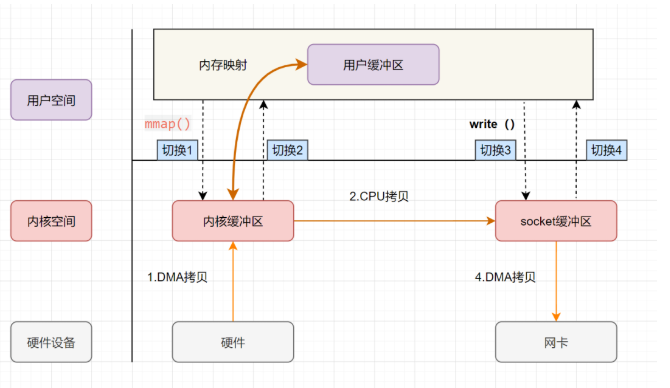 内存映射
用户缓冲区
用户空间
mmap()
write（）
切换1
切换2
切换3
切换4
2.CPU拷贝
内核空间
内核缓冲区
socket缓冲区
1.DMA拷贝
4.DMA拷贝
硬件设备
硬件
网卡